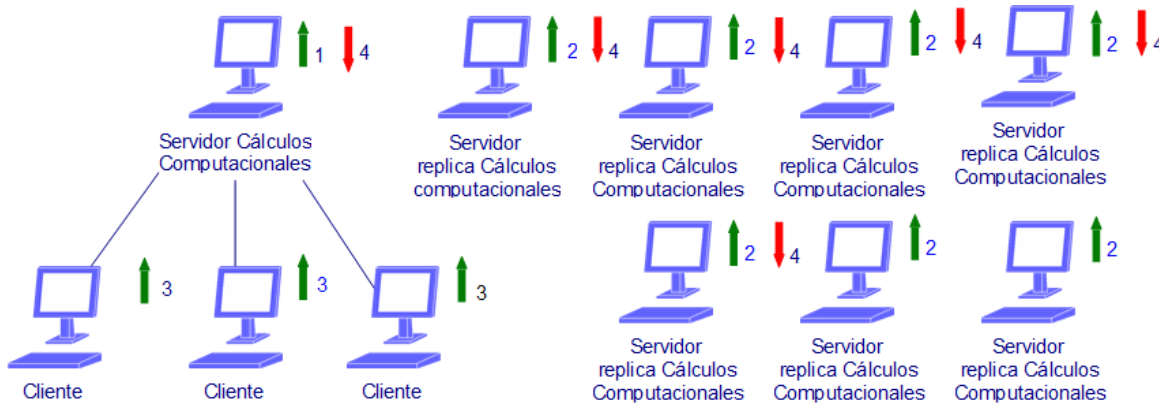 1 4
2 4
2 4
2 4
2 4
Servidor Cálculos
Computacionales
Servidor
replica Cálculos
computacionales
Servidor
replica Cálculos
Computacionales
Servidor
replica Cálculos
Computacionales
Servidor
replica Cálculos
Computacionales
3
3
3
2 4
2
2
Cliente
Cliente
Cliente
Servidor
replica Cálculos
Computacionales
Servidor
replica Cálculos
Computacionales
Servidor
replica Cálculos
Computacionales